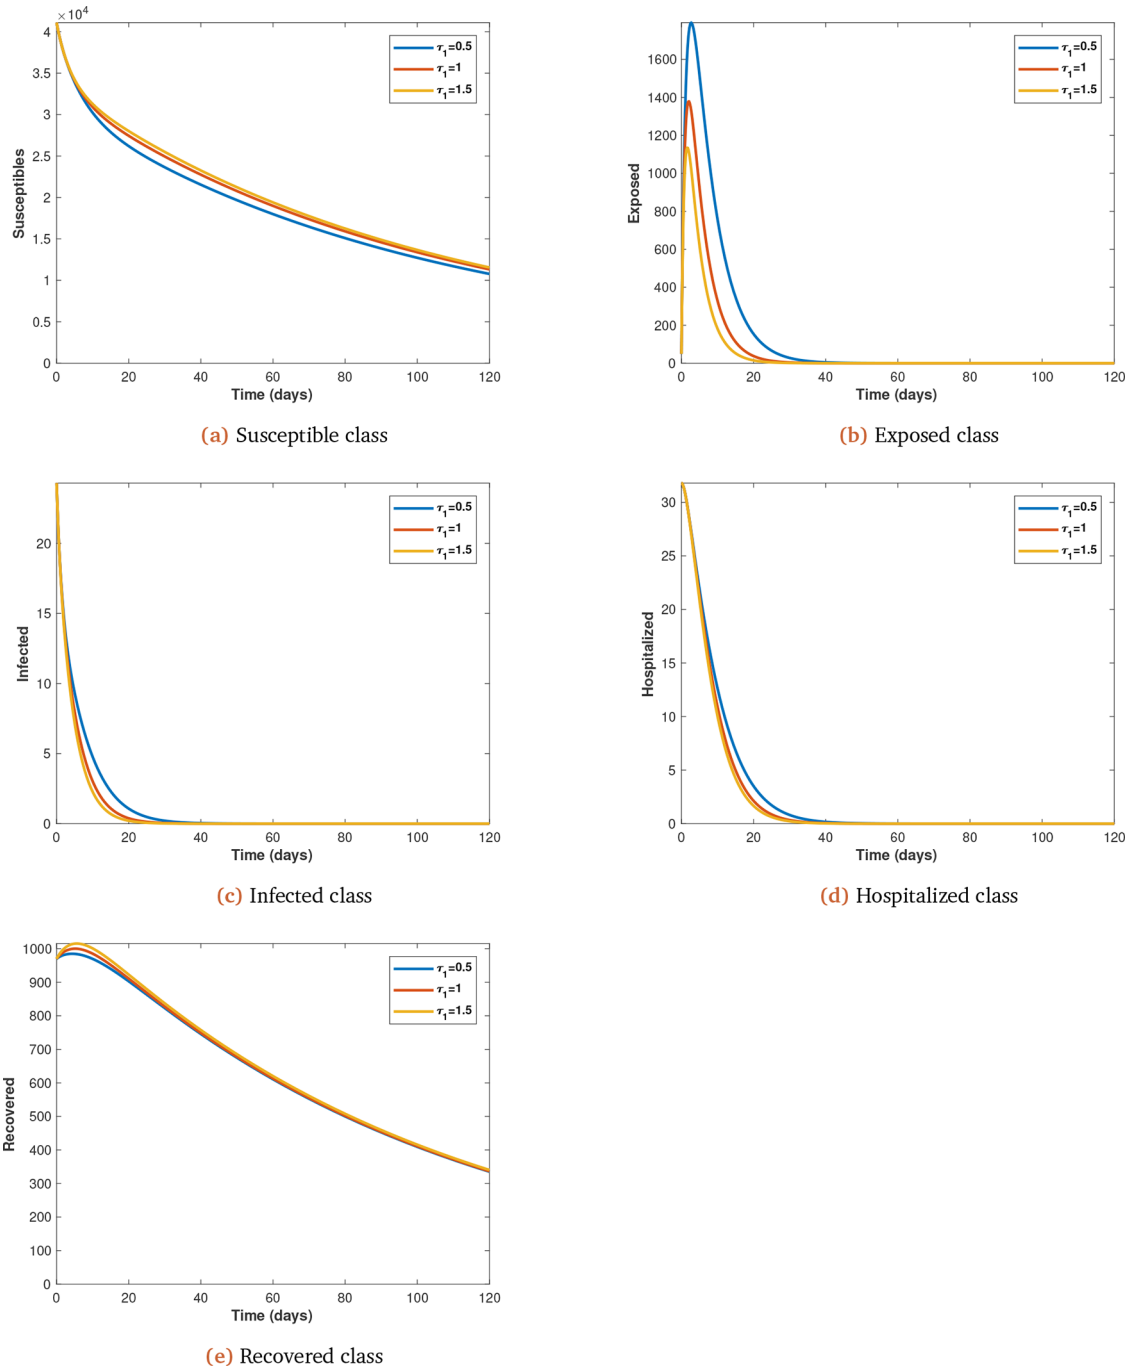 ×10⁴
4
3.5
3
2.5
2
1.5
1
0.5
0
Susceptibles
0 20 40 60 80 100 120
Time (days)
τ₁=0.5
τ₁=1
τ₁=1.5
(a) Susceptible class
1600
1400
1200
1000
800
600
400
200
0
Exposed
0 20 40 60 80 100 120
Time (days)
τ₁=0.5
τ₁=1
τ₁=1.5
(b) Exposed class
20
15
10
5
0
Infected
0 20 40 60 80 100 120
Time (days)
τ₁=0.5
τ₁=1
τ₁=1.5
(c) Infected class
30
25
20
15
10
5
0
Hospitalized
0 20 40 60 80 100 120
Time (days)
τ₁=0.5
τ₁=1
τ₁=1.5
(d) Hospitalized class
1000
900
800
700
600
500
400
300
200
100
0
Recovered
0 20 40 60 80 100 120
Time (days)
τ₁=0.5
τ₁=1
τ₁=1.5
(e) Recovered class